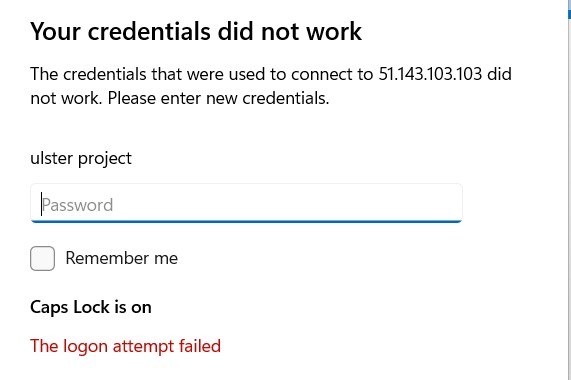 Your credentials did not work
The credentials that were used to connect to 51.143.103.103 did
not work. Please enter new credentials.
ulster project
Password
Remember me
Caps Lock is on
The logon attempt failed